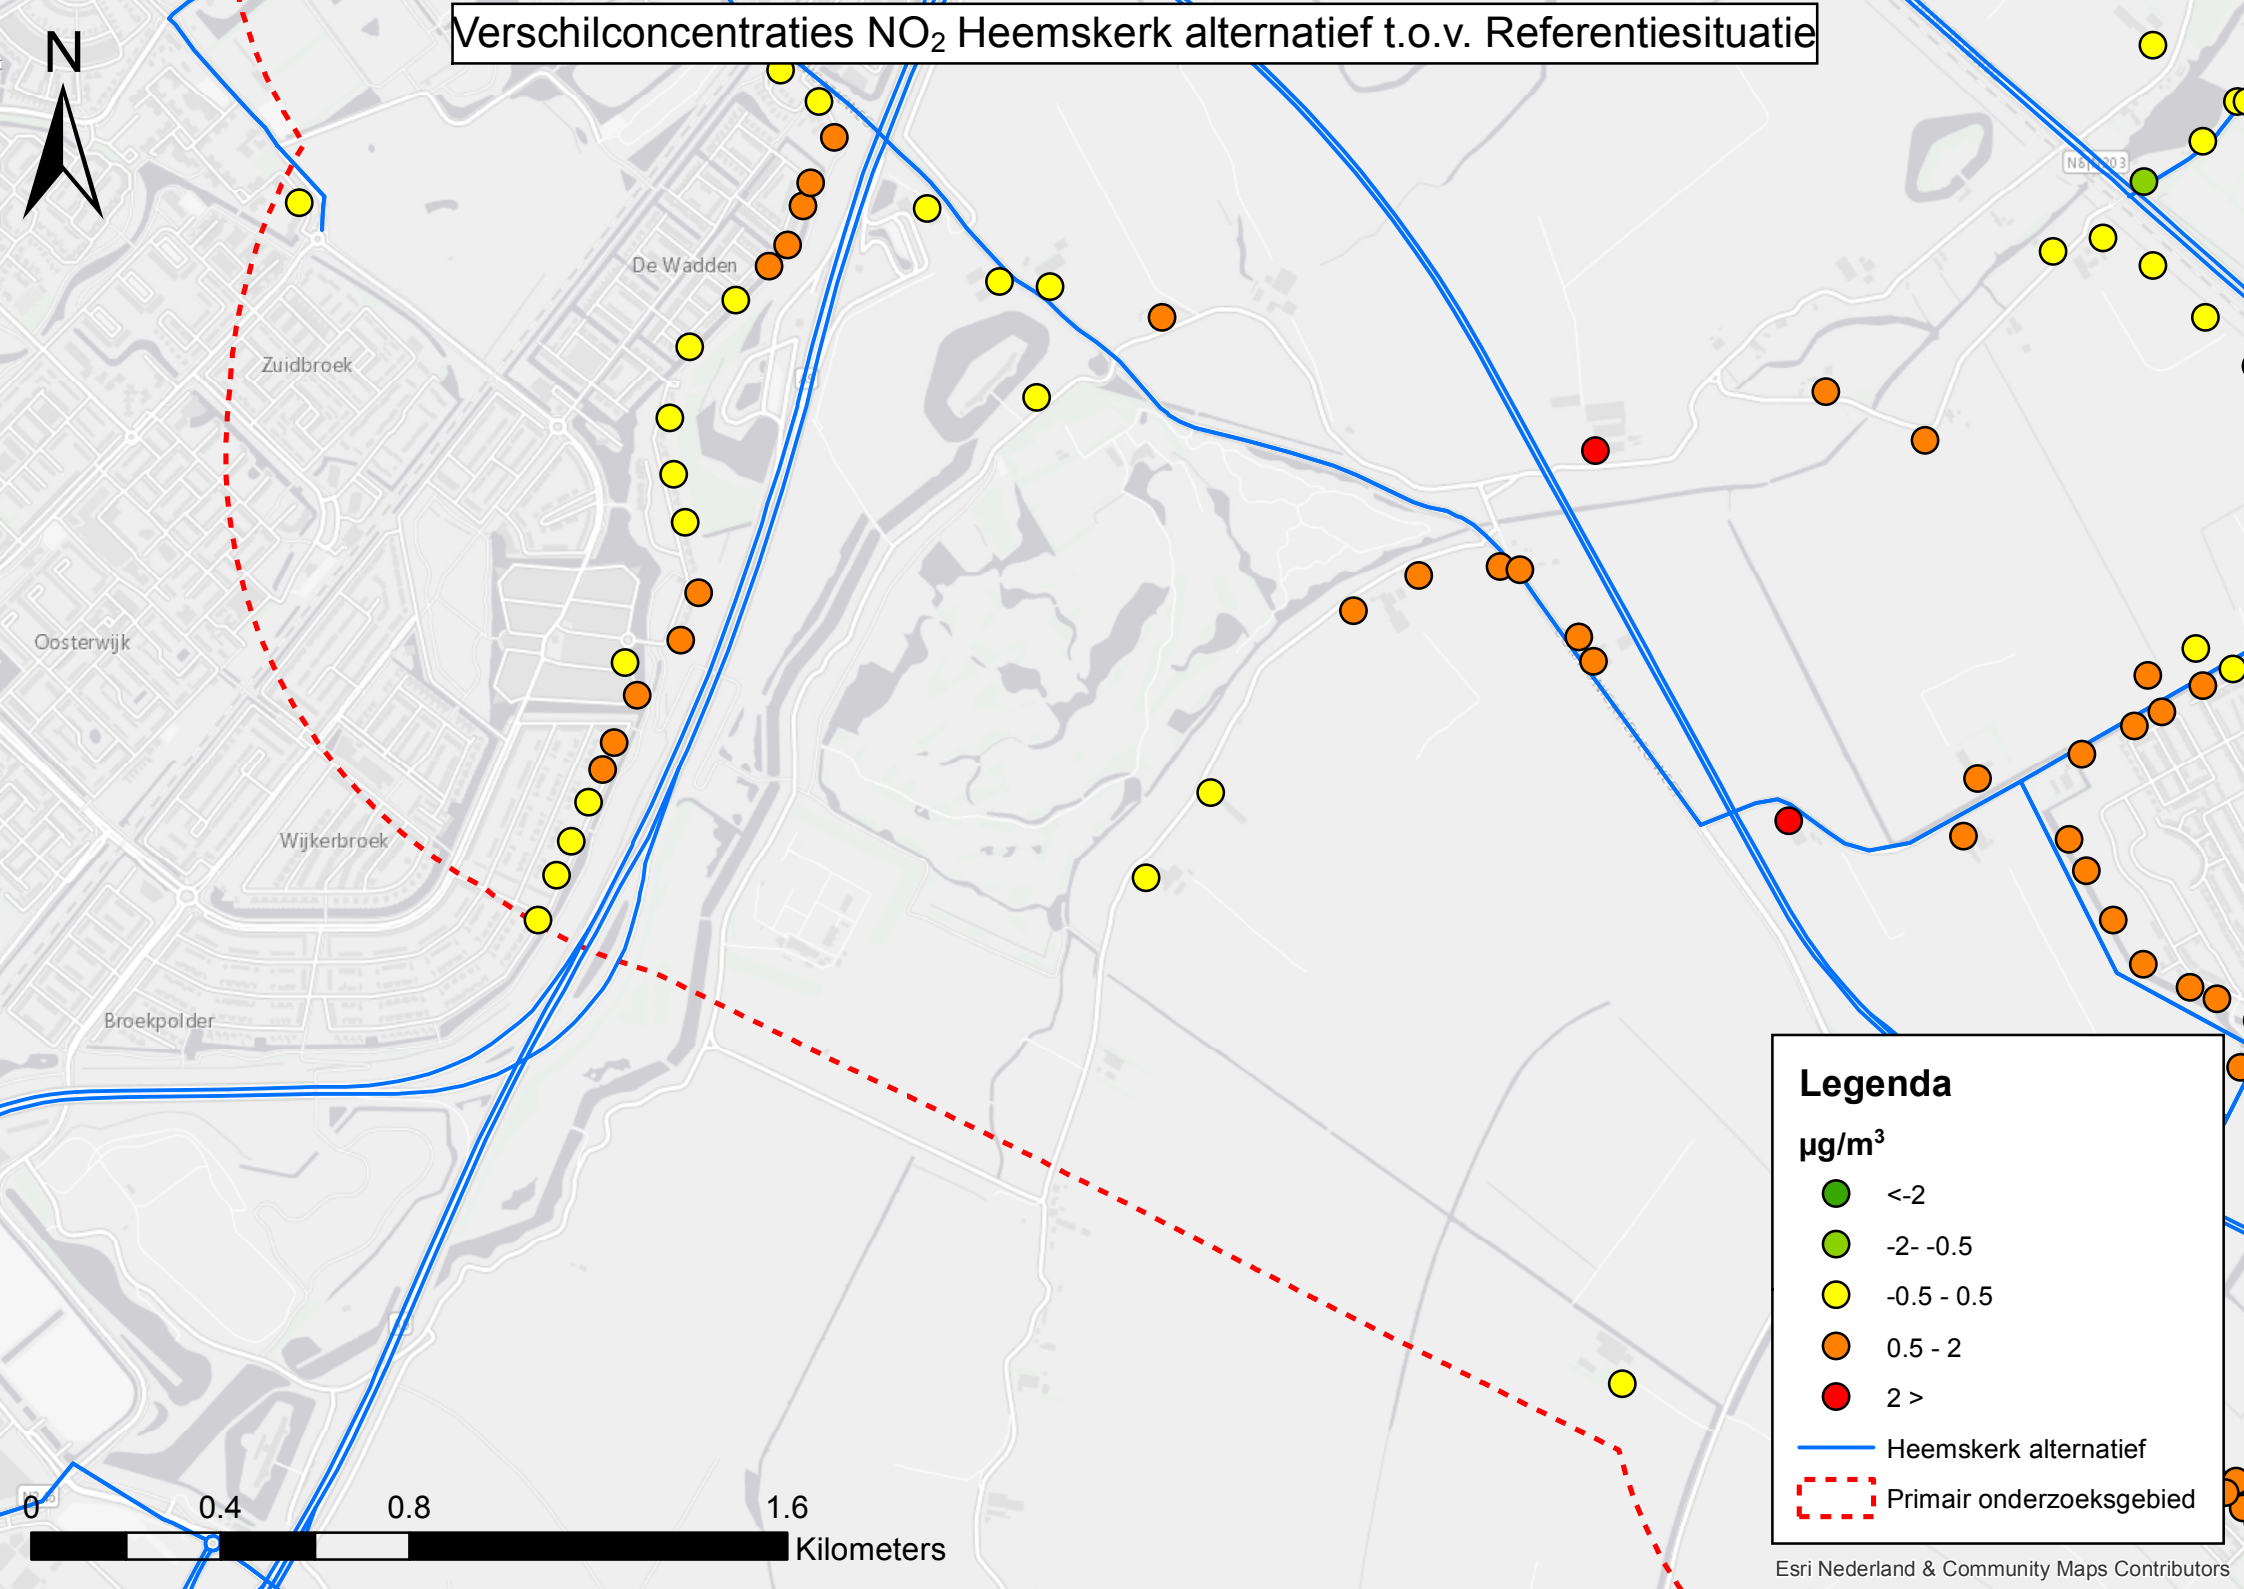 Verschilconcentraties NO₂ Heemskerk alternatief t.o.v. Referentiesituatie
N
De Wadden
Zuidbroek
Oosterwijk
Wijkerbroek
Broekpolder
Legenda
µg/m³
<-2
-2- -0.5
-0.5 - 0.5
0.5 - 2
2 >
Heemskerk alternatief
Primair onderzoeksgebied
0 0.4 0.8 1.6
Kilometers
Esri Nederland & Community Maps Contributors